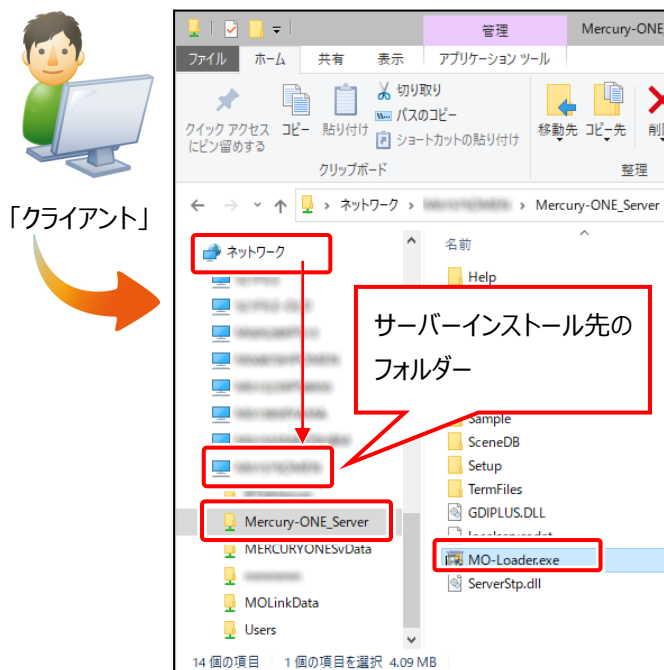 「クライアント」
管理
Mercury-ONE
ファイル
ホーム
共有
表示
アプリケーション ツール
クイック アクセス
にピン留めする
コピー
貼り付け
切り取り
パスのコピー
ショートカットの貼り付け
移動先
コピー先
クリップボード
整理
ネットワーク
Mercury-ONE_Server
ネットワーク
Mercury-ONE_Server
MERCURYONESvData
MOLinkData
Users
名前
Help
サーバーインストール先の
フォルダー
Sample
SceneDB
Setup
TermFiles
GDIPLUS.DLL
MO-Loader.exe
ServerStp.dll
14 個の項目
1 個の項目を選択 4.09 MB